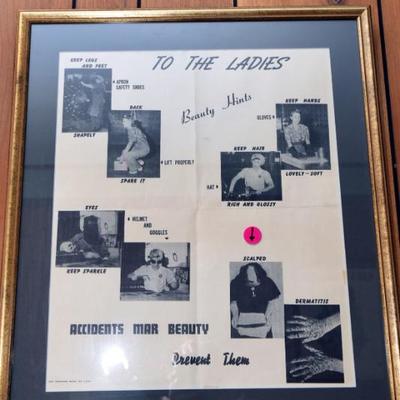 TO THE LADIES
Beauty Hints
KEEP LEGS
AND FEET
APRON
SAFETY SHOES
SHAPELY
BACK
LIFT PROPERLY
SPARE IT
KEEP HANDS
GLOVES
LOVELY-SOFT
KEEP HAIR
HAT
RICH AND GLOSSY
EYES
HELMET
AND
GOGGLES
KEEP SPARKLE
SCALPED
DERMATITIS
ACCIDENTS MAR BEAUTY
Prevent Them